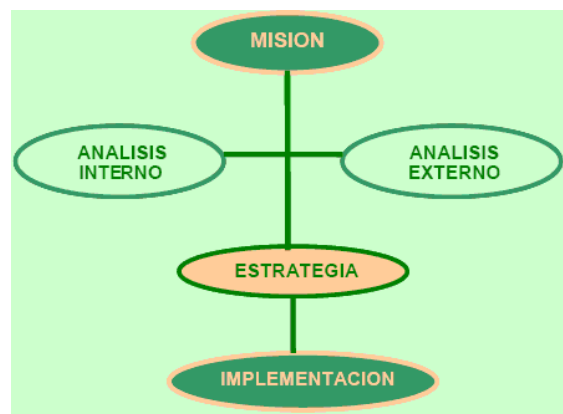 MISION
ANALISIS
INTERNO
ANALISIS
EXTERNO
ESTRATEGIA
IMPLEMENTACION